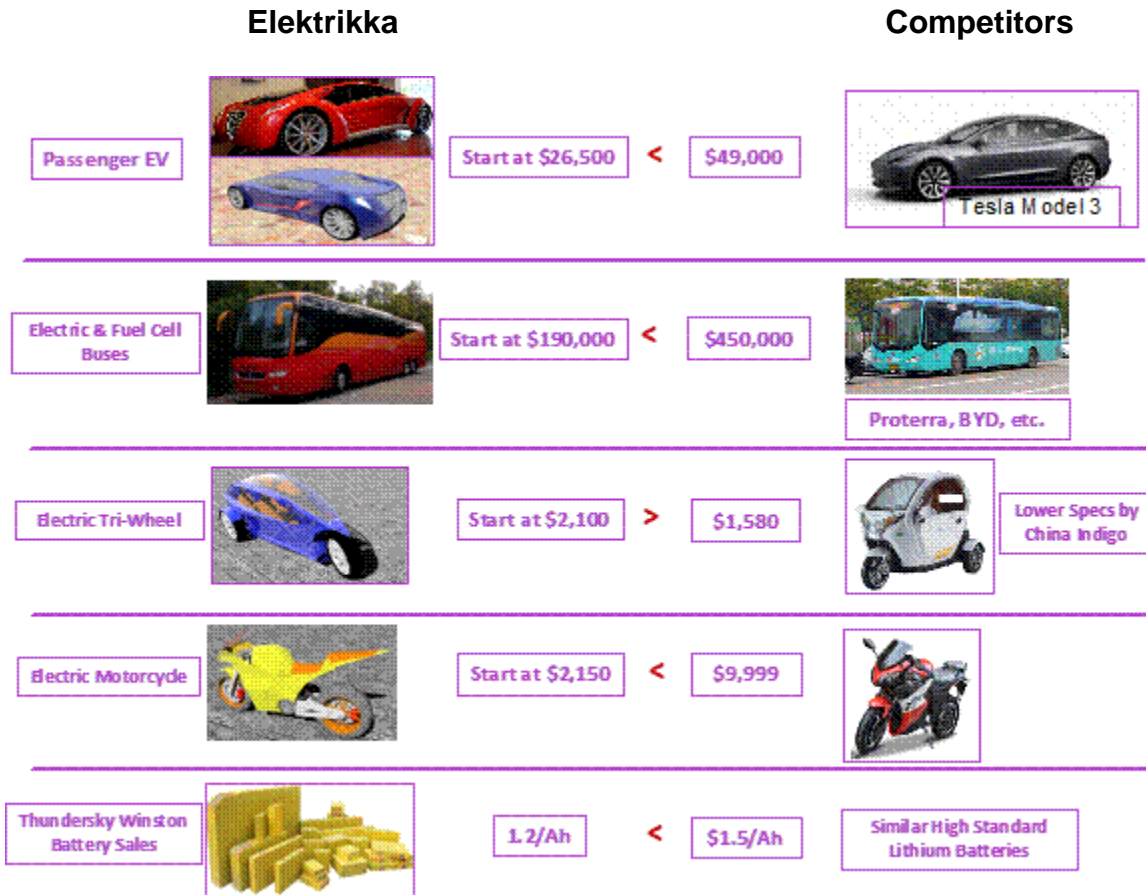 Elektrikka
Competitors
Passenger EV
Start at $26,500
<
$49,000
Tesla Model 3
Electric & Fuel Cell
Buses
Start at $190,000
<
$450,000
Proterra, BYD, etc.
Electric Tri-Wheel
Start at $2,100
>
$1,580
Lower Specs by
China Indigo
Electric Motorcycle
Start at $2,150
<
$9,999
Thundersky Winston
Battery Sales
1.2/Ah
<
$1.5/Ah
Similar High Standard
Lithium Batteries